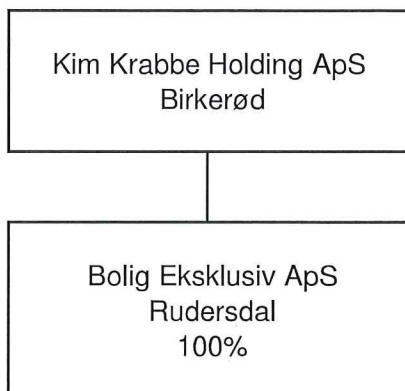 Kim Krabbe Holding ApS
Birkerød
Bolig Eksklusiv ApS
Rudersdal
100%